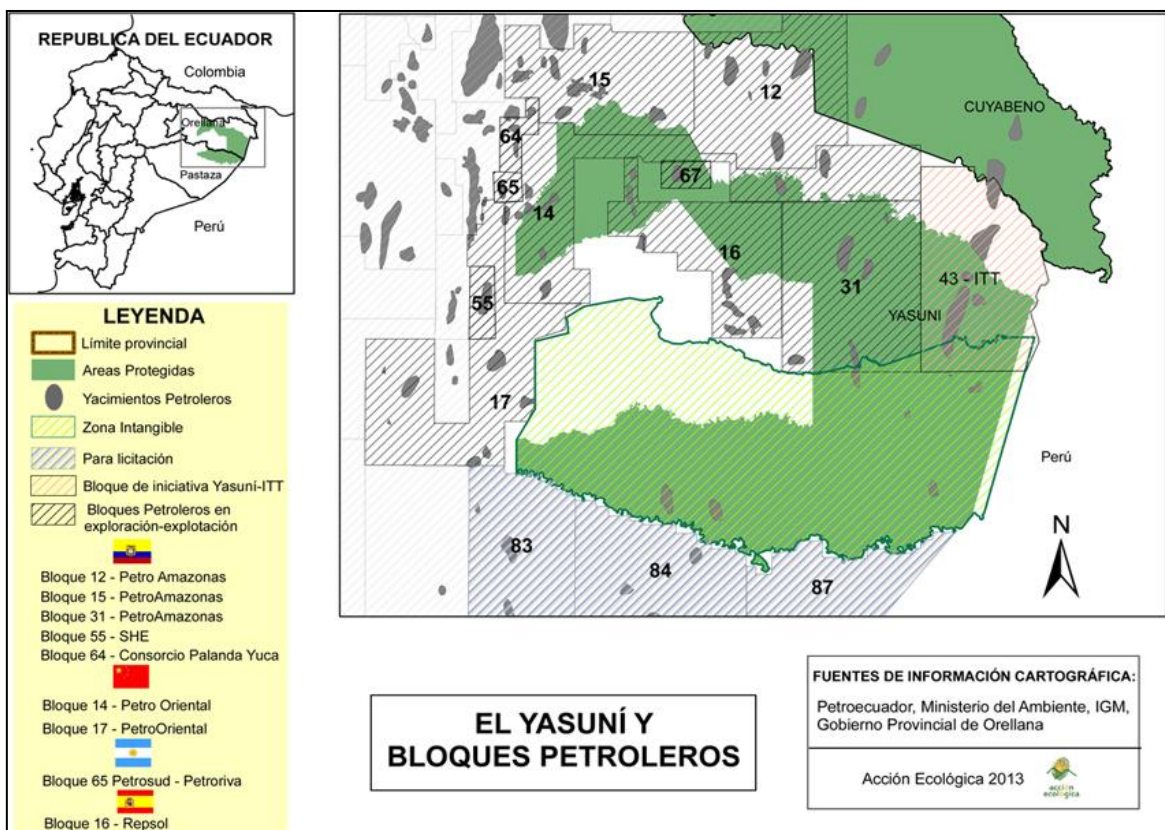 REPUBLICA DEL ECUADOR
Colombia
Orellana
Pastaza
Perú
LEYENDA
Límite provincial
Areas Protegidas
Yacimientos Petroleros
Zona Intangible
Para licitación
Bloque de iniciativa Yasuní-ITT
Bloques Petroleros en
exploración-explotación
Bloque 12 - Petro Amazonas
Bloque 15 - PetroAmazonas
Bloque 31 - PetroAmazonas
Bloque 55 - SHE
Bloque 64 - Consorcio Palanda Yuca
Bloque 14 - Petro Oriental
Bloque 17 - PetroOriental
Bloque 65 Petrosud - Petroriva
Bloque 16 - Repsol
15
12
CUYABENO
64
65
67
14
16
31
43 - ITT
55
YASUNI
17
Perú
N
83
84
87
EL YASUNÍ Y
BLOQUES PETROLEROS
FUENTES DE INFORMACIÓN CARTOGRÁFICA:
Petroecuador, Ministerio del Ambiente, IGM,
Gobierno Provincial de Orellana
Acción Ecológica 2013
acción
ecológica